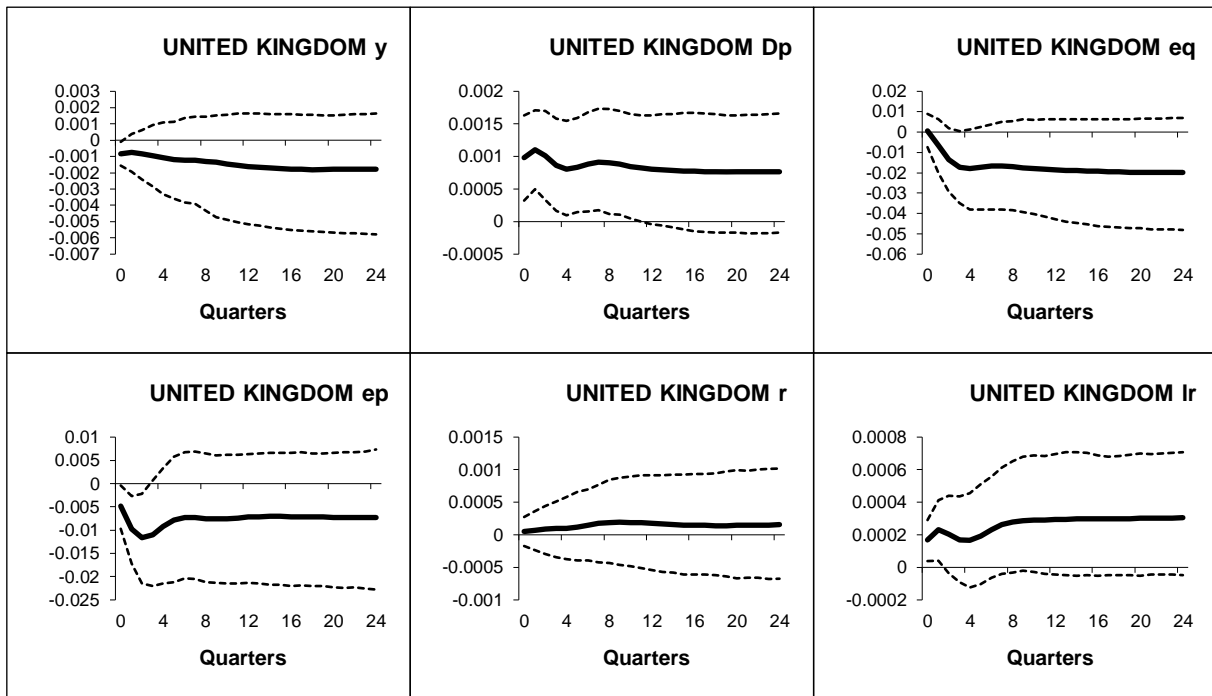 UNITED KINGDOM y
0.003
0.002
0.001
0
-0.001
-0.002
-0.003
-0.004
-0.005
-0.006
-0.007
0 4 8 12 16 20 24
Quarters
UNITED KINGDOM Dp
0.002
0.0015
0.001
0.0005
0
-0.0005
0 4 8 12 16 20 24
Quarters
UNITED KINGDOM eq
0.02
0.01
0
-0.01
-0.02
-0.03
-0.04
-0.05
-0.06
0 4 8 12 16 20 24
Quarters
UNITED KINGDOM ep
0.01
0.005
0
-0.005
-0.01
-0.015
-0.02
-0.025
0 4 8 12 16 20 24
Quarters
UNITED KINGDOM r
0.0015
0.001
0.0005
0
-0.0005
-0.001
0 4 8 12 16 20 24
Quarters
UNITED KINGDOM lr
0.0008
0.0006
0.0004
0.0002
0
-0.0002
0 4 8 12 16 20 24
Quarters